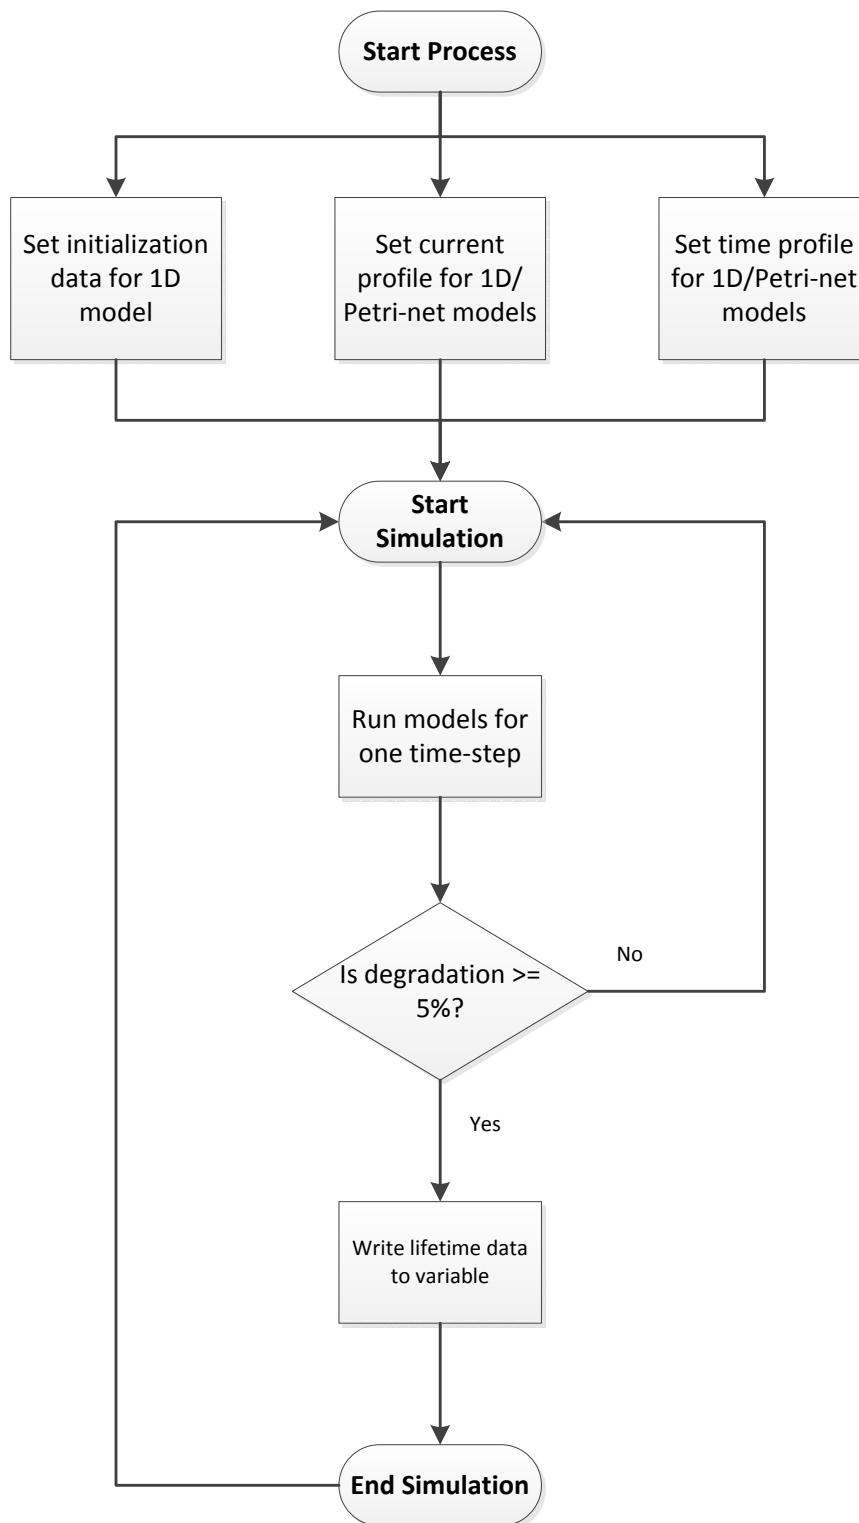 Start Process
Set initialization
data for 1D
model
Set current
profile for 1D/
Petri-net models
Set time profile
for 1D/Petri-net
models
Start
Simulation
Run models for
one time-step
Is degradation >=
5%?
No
Yes
Write lifetime data
to variable
End Simulation